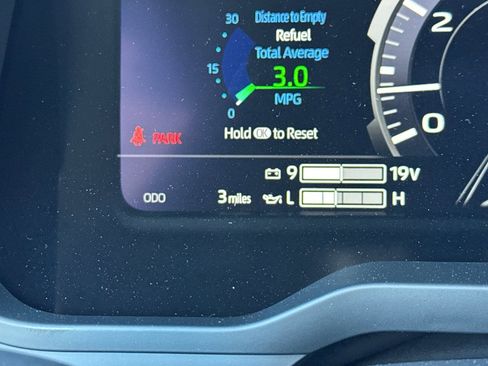 30
Distance to Empty
Refuel
Total Average
15
3.0
MPG
0
Hold OK to Reset
PARK
2
0
9 19V
ODO 3 miles L H